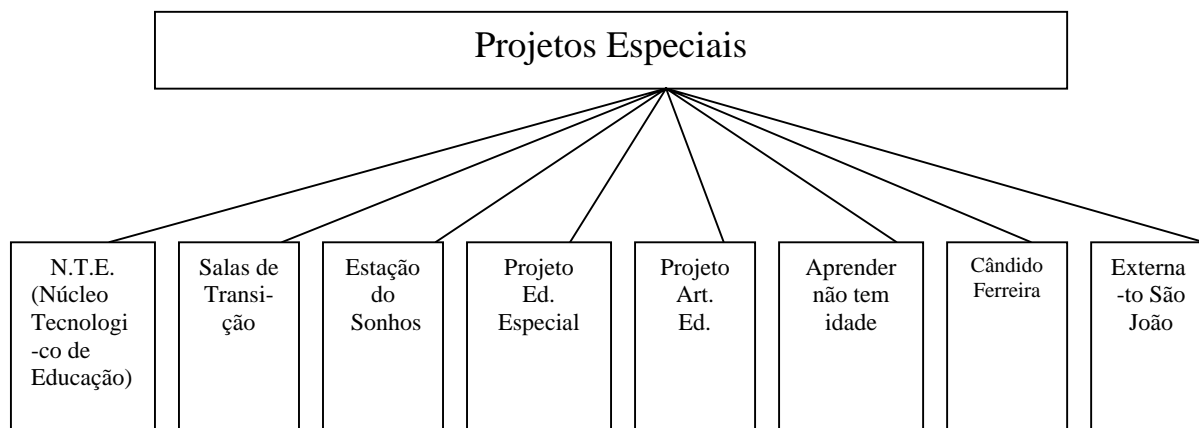 Projetos Especiais
N.T.E.
(Núcleo
Tecnologi
-co de
Educação)
Salas de
Transi-
ção
Estação
do
Sonhos
Projeto
Ed.
Especial
Projeto
Art.
Ed.
Aprender
não tem
idade
Cândido
Ferreira
Externa
-to São
João